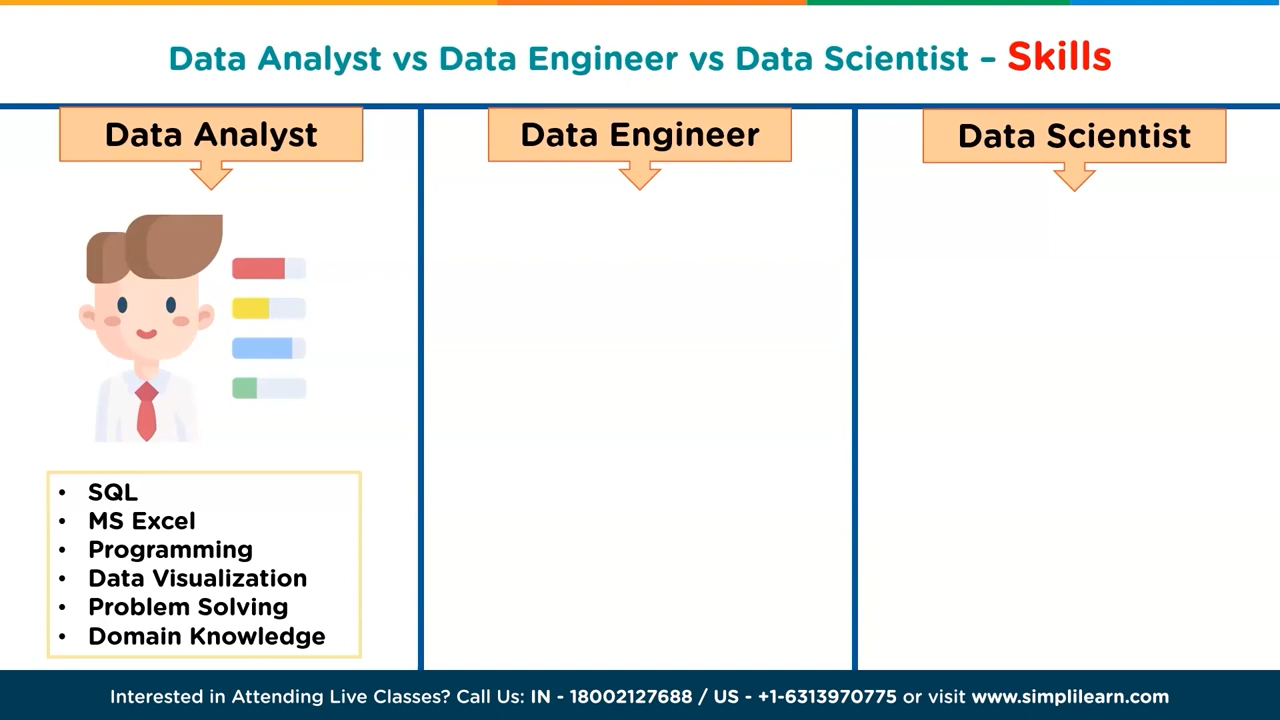 Data Analyst vs Data Engineer vs Data Scientist – Skills
Data Analyst
Data Engineer
Data Scientist
• SQL
• MS Excel
• Programming
• Data Visualization
• Problem Solving
• Domain Knowledge
Interested in Attending Live Classes? Call Us: IN - 18002127688 / US - +1-6313970775 or visit www.simplilearn.com